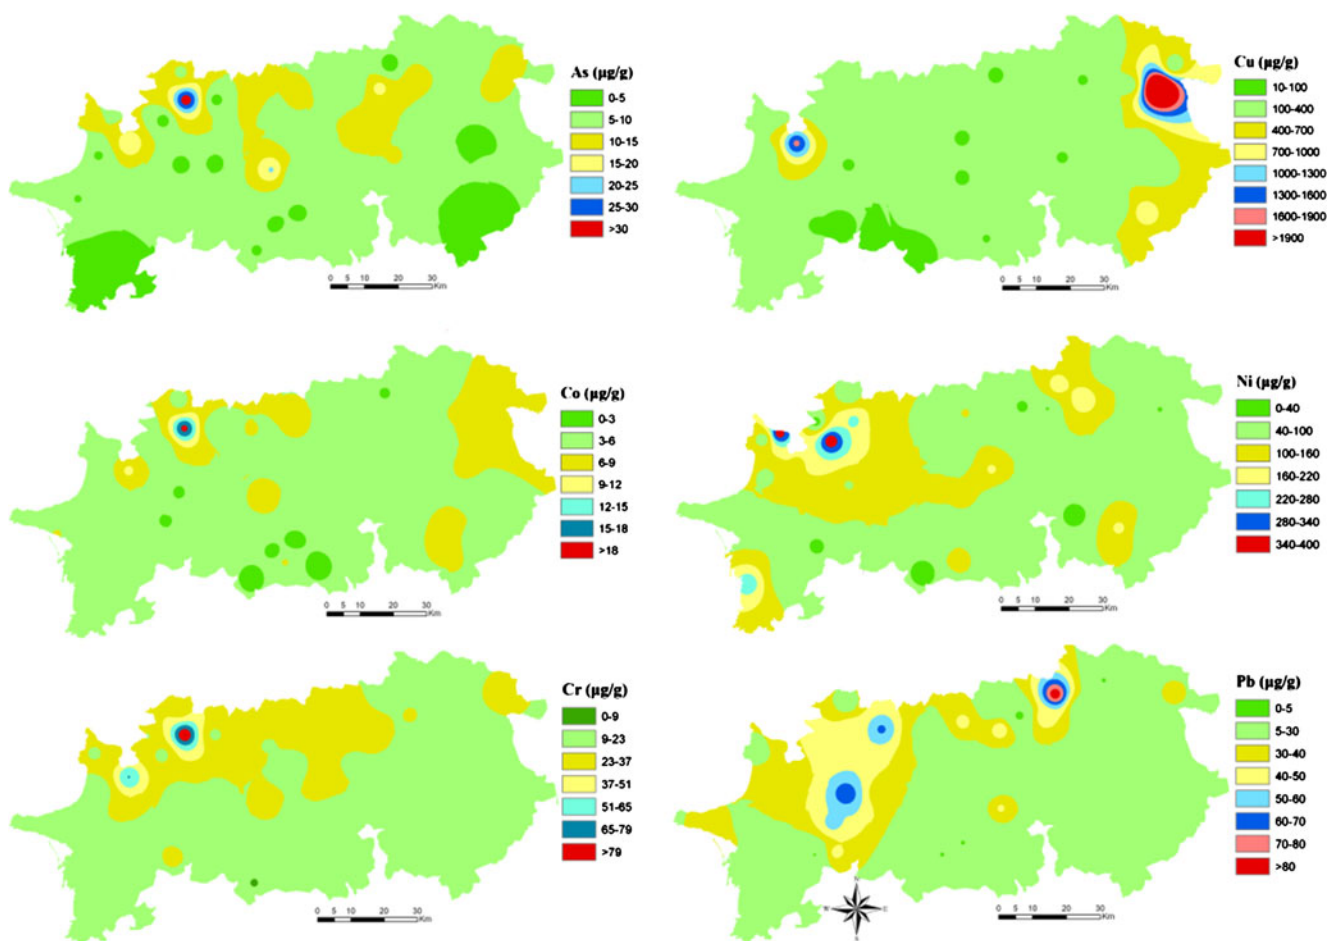 As (µg/g)
0-5
5-10
10-15
15-20
20-25
25-30
>30
0 5 10 20 30
Km
Cu (µg/g)
10-100
100-400
400-700
700-1000
1000-1300
1300-1600
1600-1900
>1900
0 5 10 20 30
Km
Co (µg/g)
0-3
3-6
6-9
9-12
12-15
15-18
>18
0 5 10 20 30
Km
Ni (µg/g)
0-40
40-100
100-160
160-220
220-280
280-340
340-400
0 5 10 20 30
Km
Cr (µg/g)
0-9
9-23
23-37
37-51
51-65
65-79
>79
0 5 10 20 30
Km
Pb (µg/g)
0-5
5-30
30-40
40-50
50-60
60-70
70-80
>80
0 5 10 20 30
Km
N
W E
S